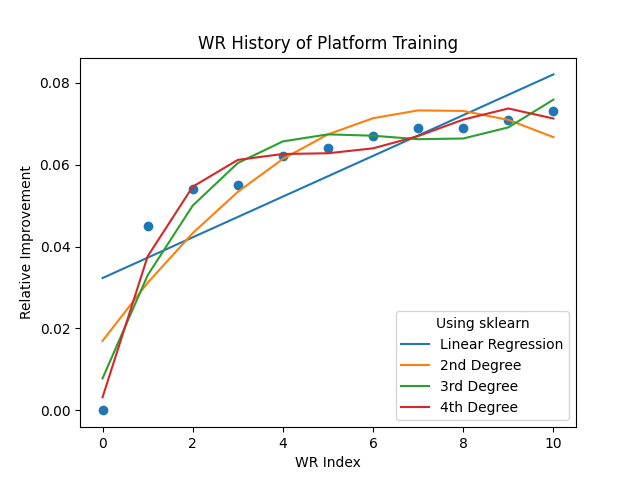 WR History of Platform Training
Relative Improvement
0.08
0.06
0.04
0.02
0.00
Using sklearn
Linear Regression
2nd Degree
3rd Degree
4th Degree
0 2 4 6 8 10
WR Index